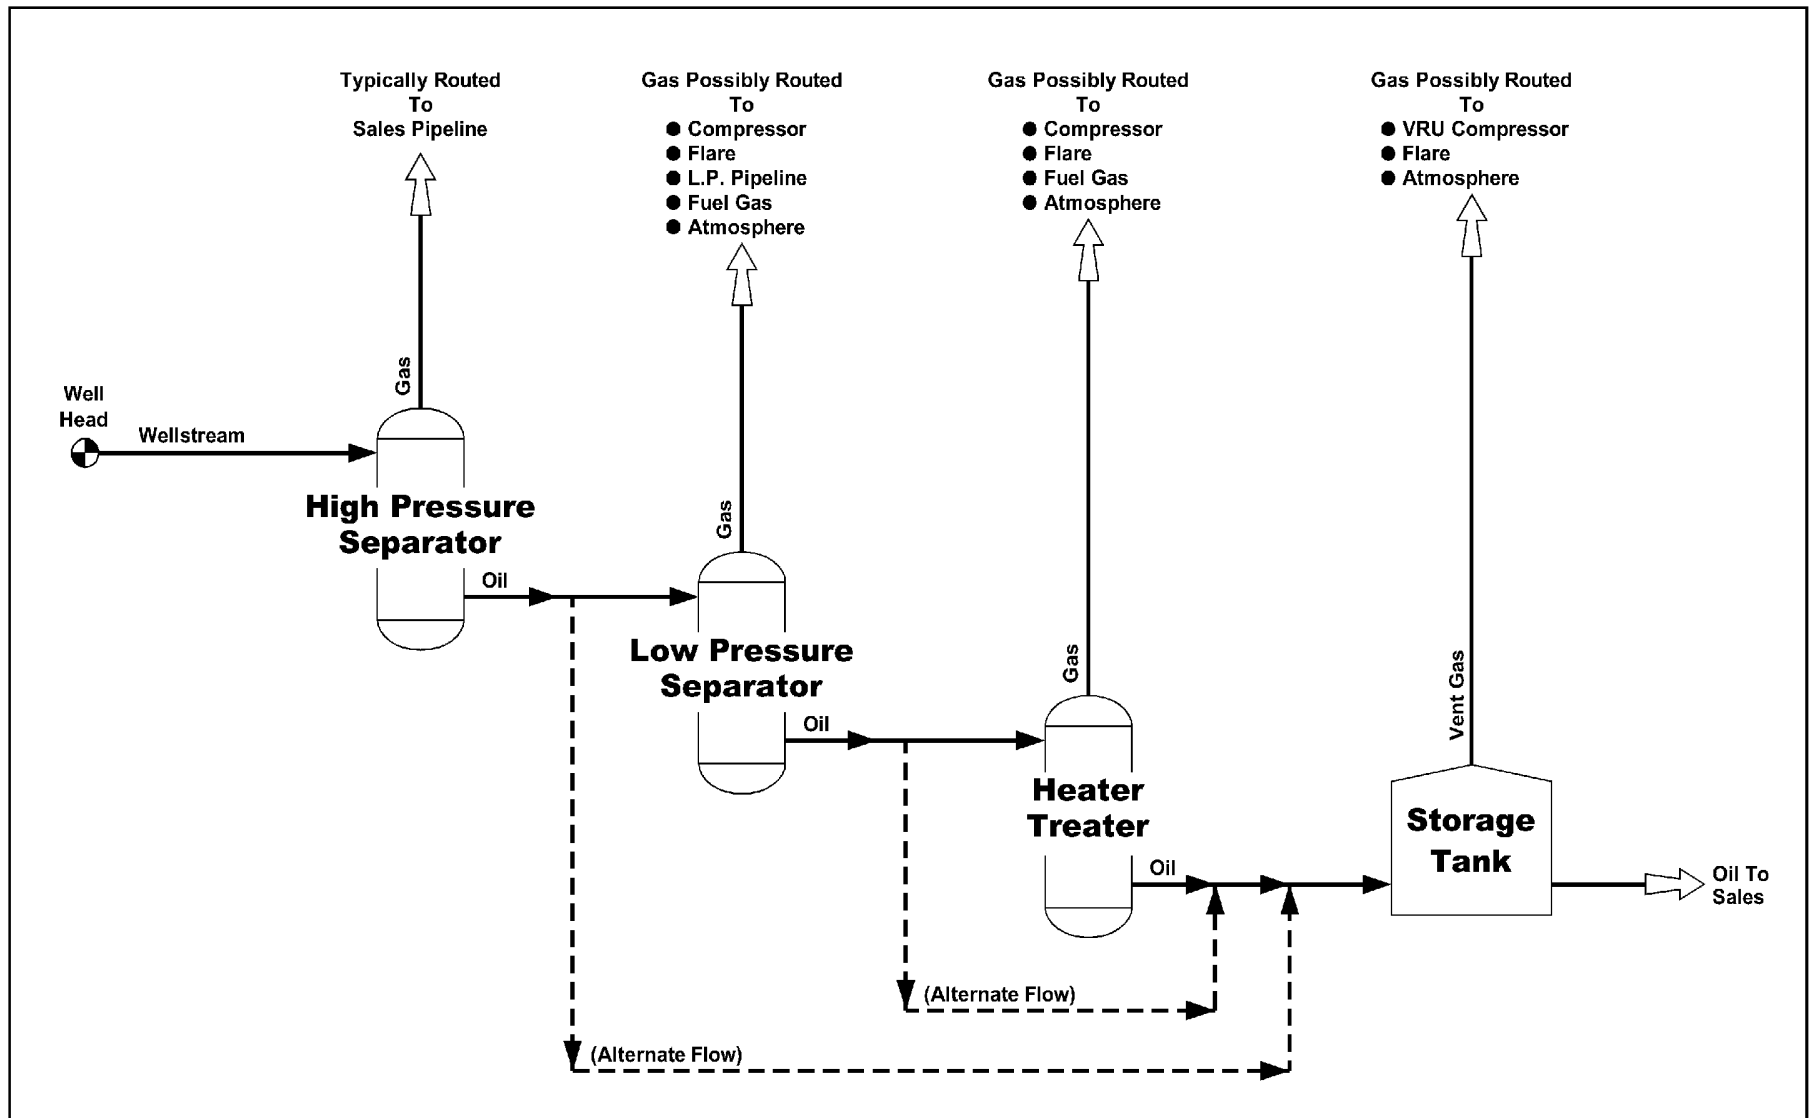 Typically Routed
To
Sales Pipeline
Gas Possibly Routed
To
● Compressor
● Flare
● L.P. Pipeline
● Fuel Gas
● Atmosphere
Gas Possibly Routed
To
● Compressor
● Flare
● Fuel Gas
● Atmosphere
Gas Possibly Routed
To
● VRU Compressor
● Flare
● Atmosphere
Well
Head
Wellstream
Gas
High Pressure
Separator
Oil
Gas
Low Pressure
Separator
Oil
Gas
Heater
Treater
Oil
Vent Gas
Storage
Tank
Oil To
Sales
(Alternate Flow)
(Alternate Flow)